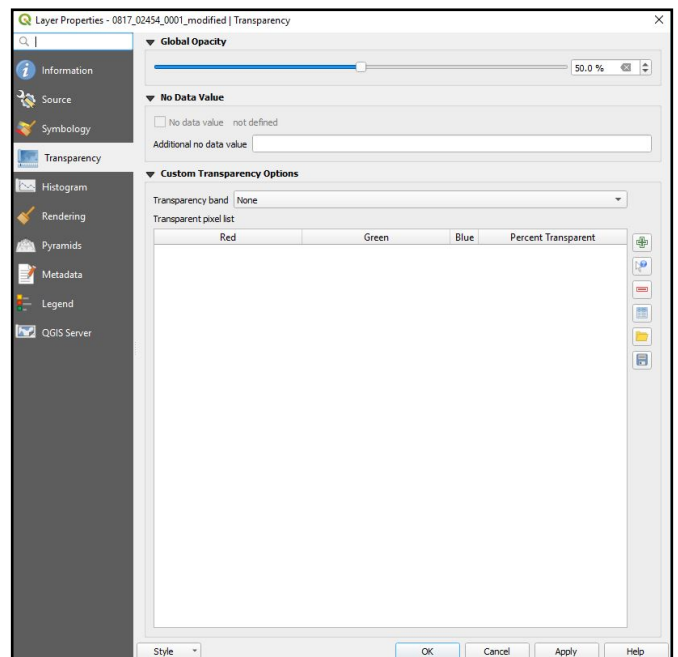 Layer Properties - 0817_02454_0001_modified | Transparency
Global Opacity
Information
50.0 %
Source
No Data Value
No data value not defined
Symbology
Additional no data value
Transparency
Custom Transparency Options
Histogram
Transparency band None
Rendering
Transparent pixel list
Red Green Blue Percent Transparent
Pyramids
Metadata
Legend
QGIS Server
Style OK Cancel Apply Help